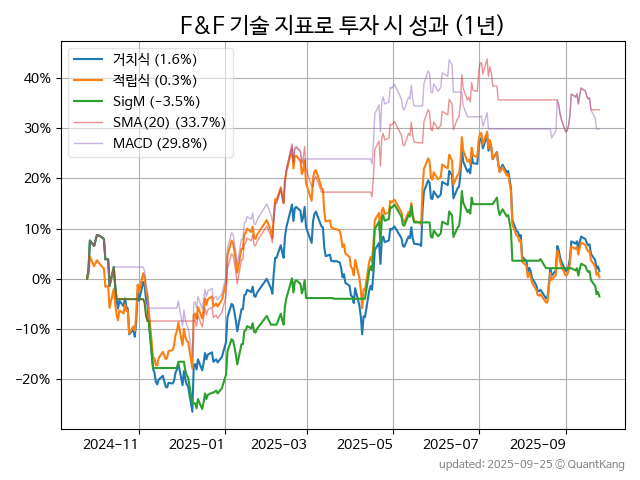 F&F 기술 지표로 투자 시 성과 (1년)
거치식 (1.6%)
적립식 (0.3%)
SigM (−3.5%)
SMA(20) (33.7%)
MACD (29.8%)
40%
30%
20%
10%
0%
−10%
−20%
2024-11
2025-01
2025-03
2025-05
2025-07
2025-09
updated: 2025-09-25 © QuantKang